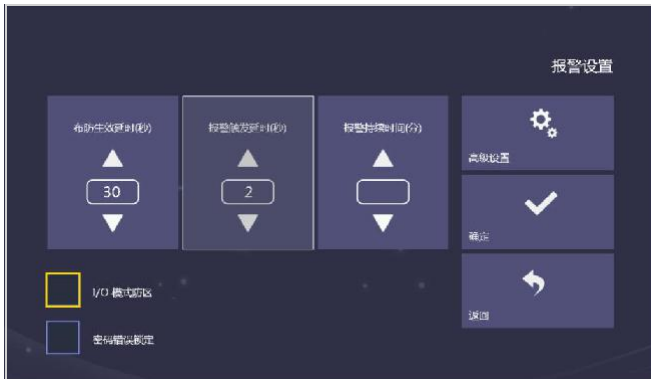 报警设置
布防生效延时(秒)
报警触发延时(秒)
报警持续时间(分)
30
2
高级设置
确定
返回
I/O 模式防区
密码错误锁定